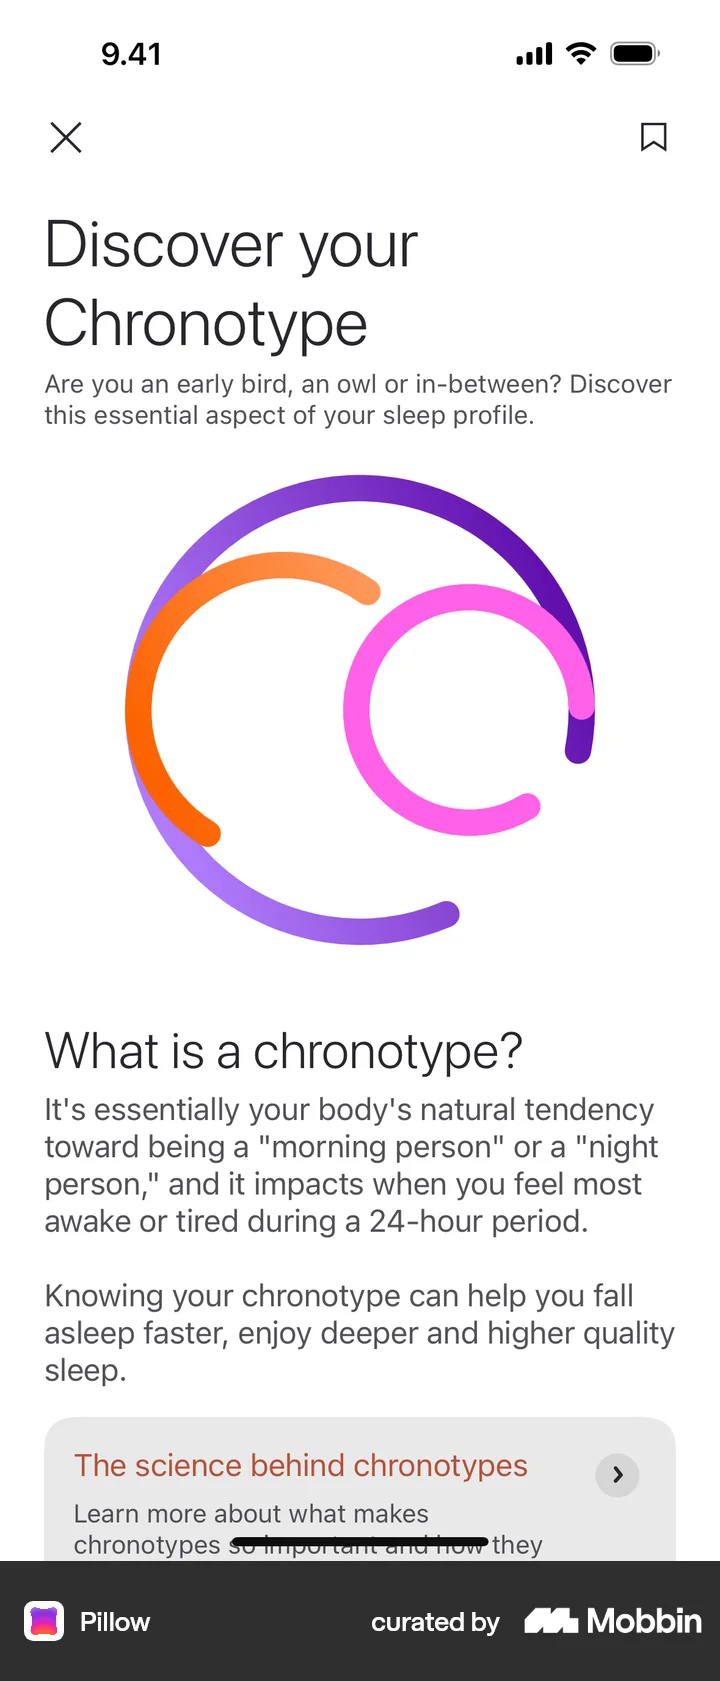 9.41
Discover your
Chronotype
Are you an early bird, an owl or in-between? Discover
this essential aspect of your sleep profile.
What is a chronotype?
It's essentially your body's natural tendency
toward being a "morning person" or a "night
person," and it impacts when you feel most
awake or tired during a 24-hour period.
Knowing your chronotype can help you fall
asleep faster, enjoy deeper and higher quality
sleep.
The science behind chronotypes
Learn more about what makes
chronotypes so important and how they
Pillow
curated by Mobbin